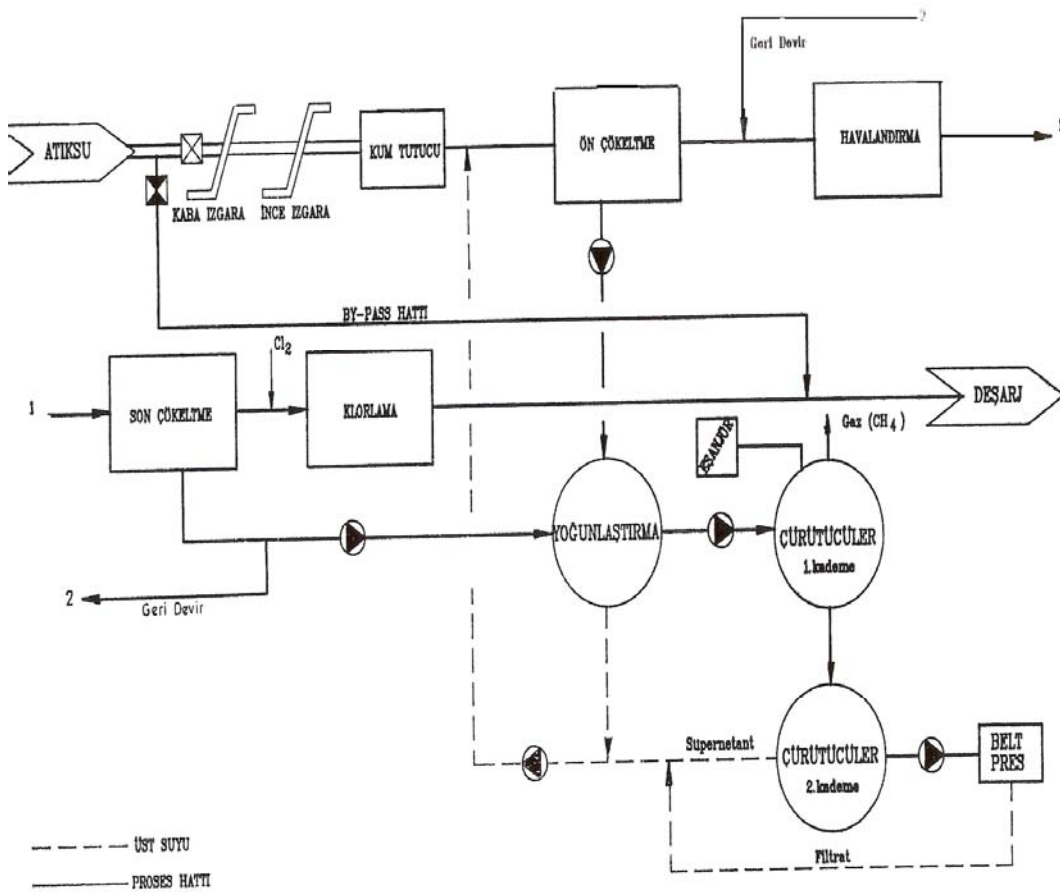 Geri Devir
ATIKSU
KUM TUTUCU
ÖN ÇÖKELTME
HAVALANDIRMA
KABA IZGARA
İNCE IZGARA
BY-PASS HATTI
Cl2
1
SON ÇÖKELTME
KLORLAMA
DEŞARJ
Gaz (CH4)
EŞANJÖR
YOĞUNLAŞTIRMA
ÇÜRÜTÜCÜLER
1.kademe
2
Geri Devir
Süpernetant
ÇÜRÜTÜCÜLER
2.kademe
BELT
PRES
Filtrat
ÜST SUYU
PROSES HATTI